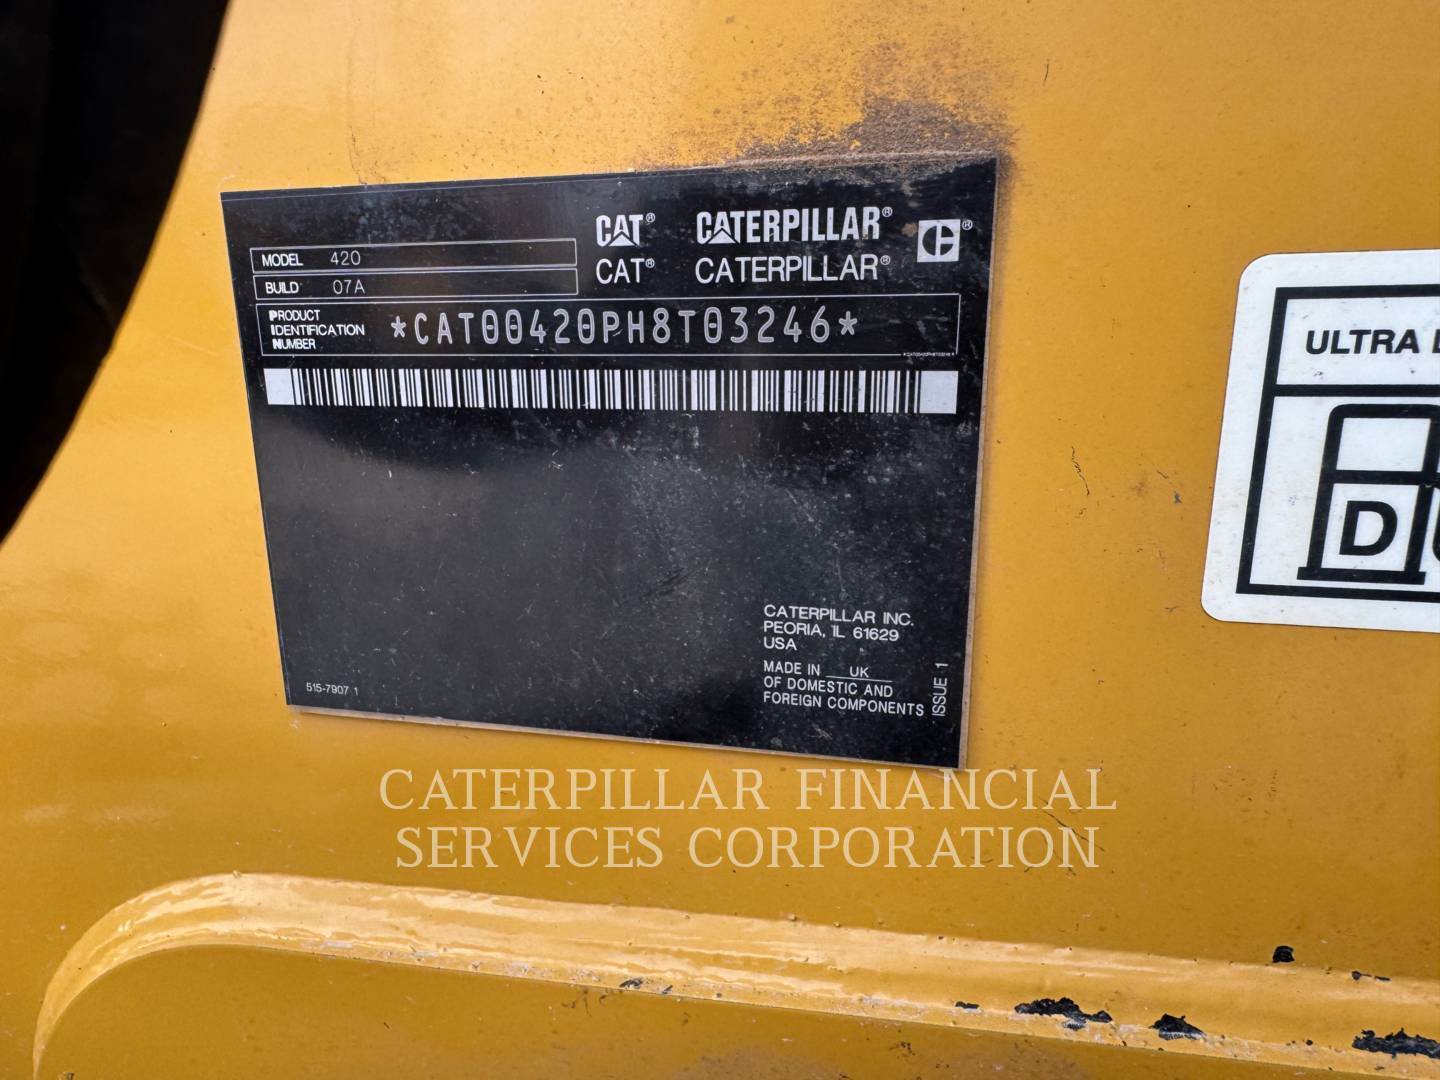 CAT® CATERPILLAR® ®
CAT® CATERPILLAR®
MODEL 420
BUILD 07A
PRODUCT
IDENTIFICATION
NUMBER
*CAT00420PH8T03246*
*CAT00420PH8T03246*
CATERPILLAR INC.
PEORIA, IL 61629
USA
MADE IN UK
OF DOMESTIC AND
FOREIGN COMPONENTS
ISSUE 1
515-7907 1
ULTRA
D
CATERPILLAR FINANCIAL
SERVICES CORPORATION